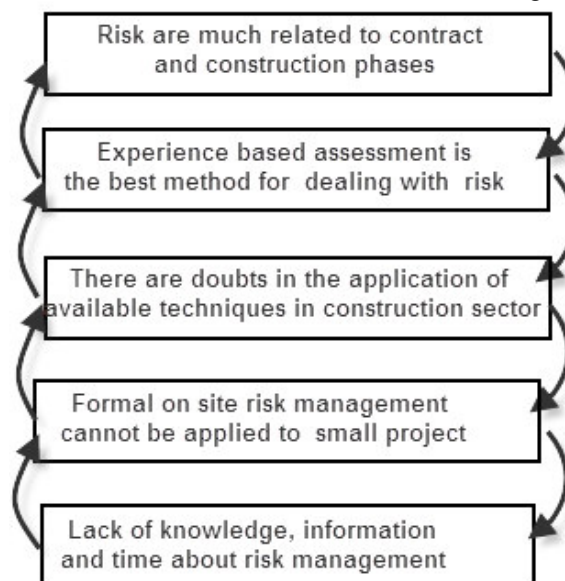 Risk are much related to contract
and construction phases
Experience based assessment is
the best method for dealing with risk
There are doubts in the application of
available techniques in construction sector
Formal on site risk management
cannot be applied to small project
Lack of knowledge, information
and time about risk management